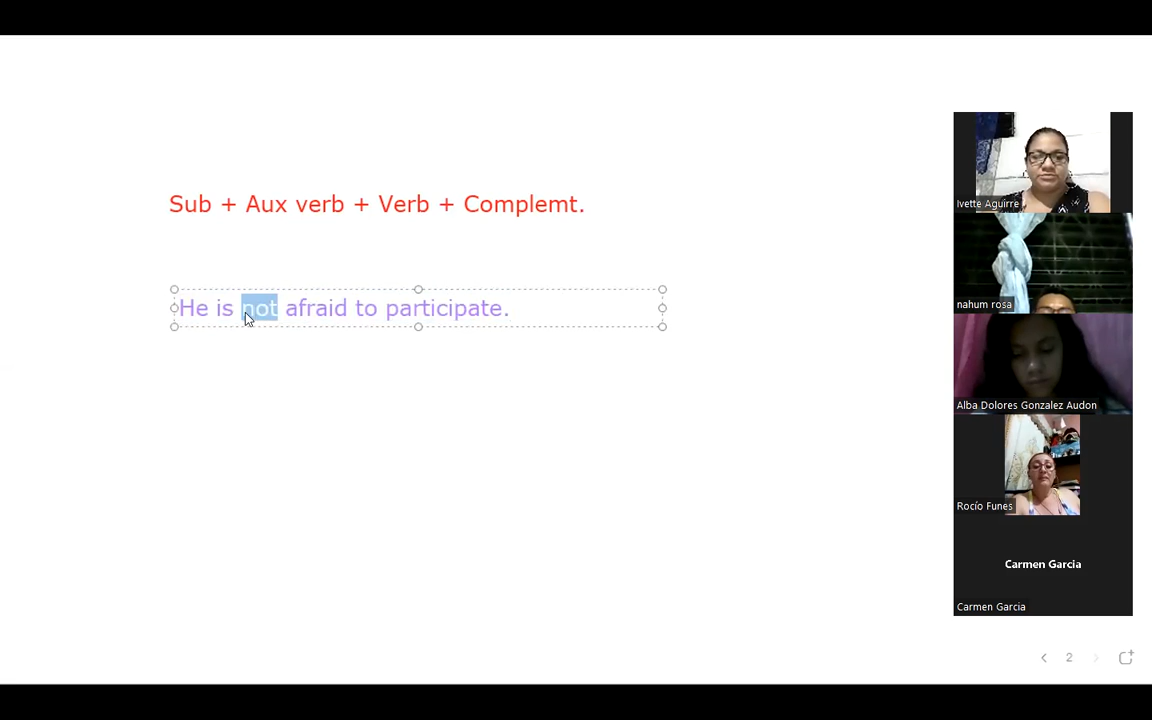 Sub + Aux verb + Verb + Complemt.
He is not afraid to participate.
Ivette Aguirre
nahum rosa
Alba Dolores Gonzalez Audon
Rocío Funes
Carmen Garcia
Carmen Garcia
2